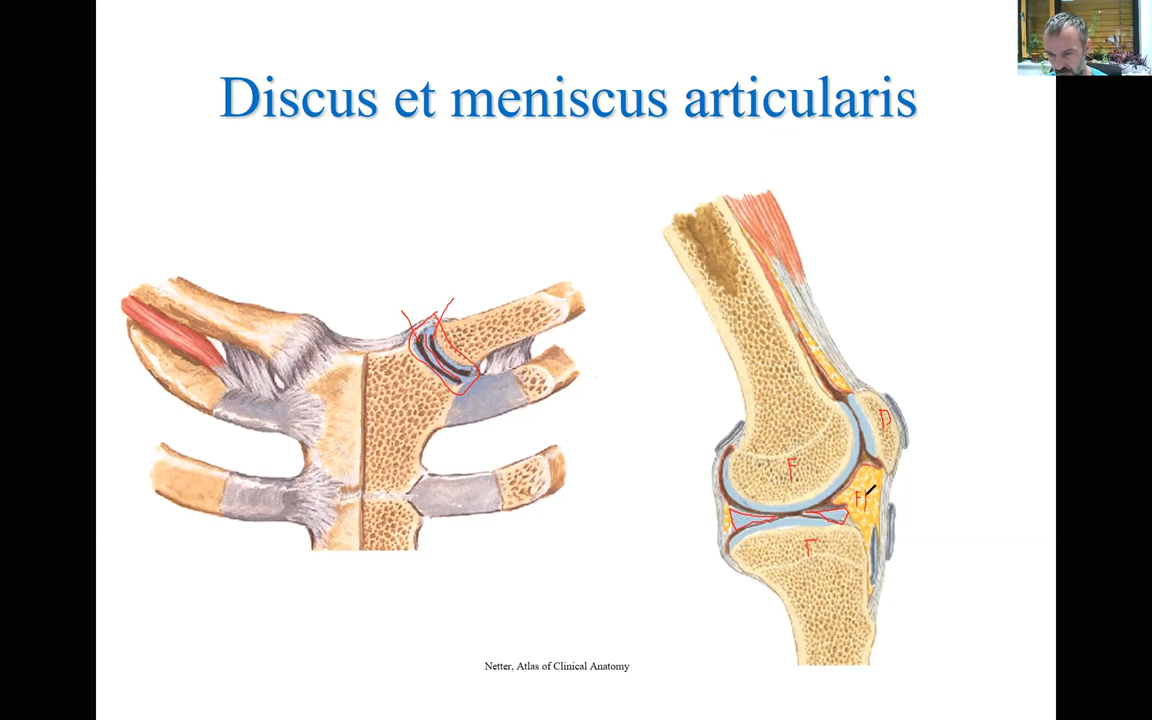 Discus et meniscus articularis
P
F
T
Netter, Atlas of Clinical Anatomy